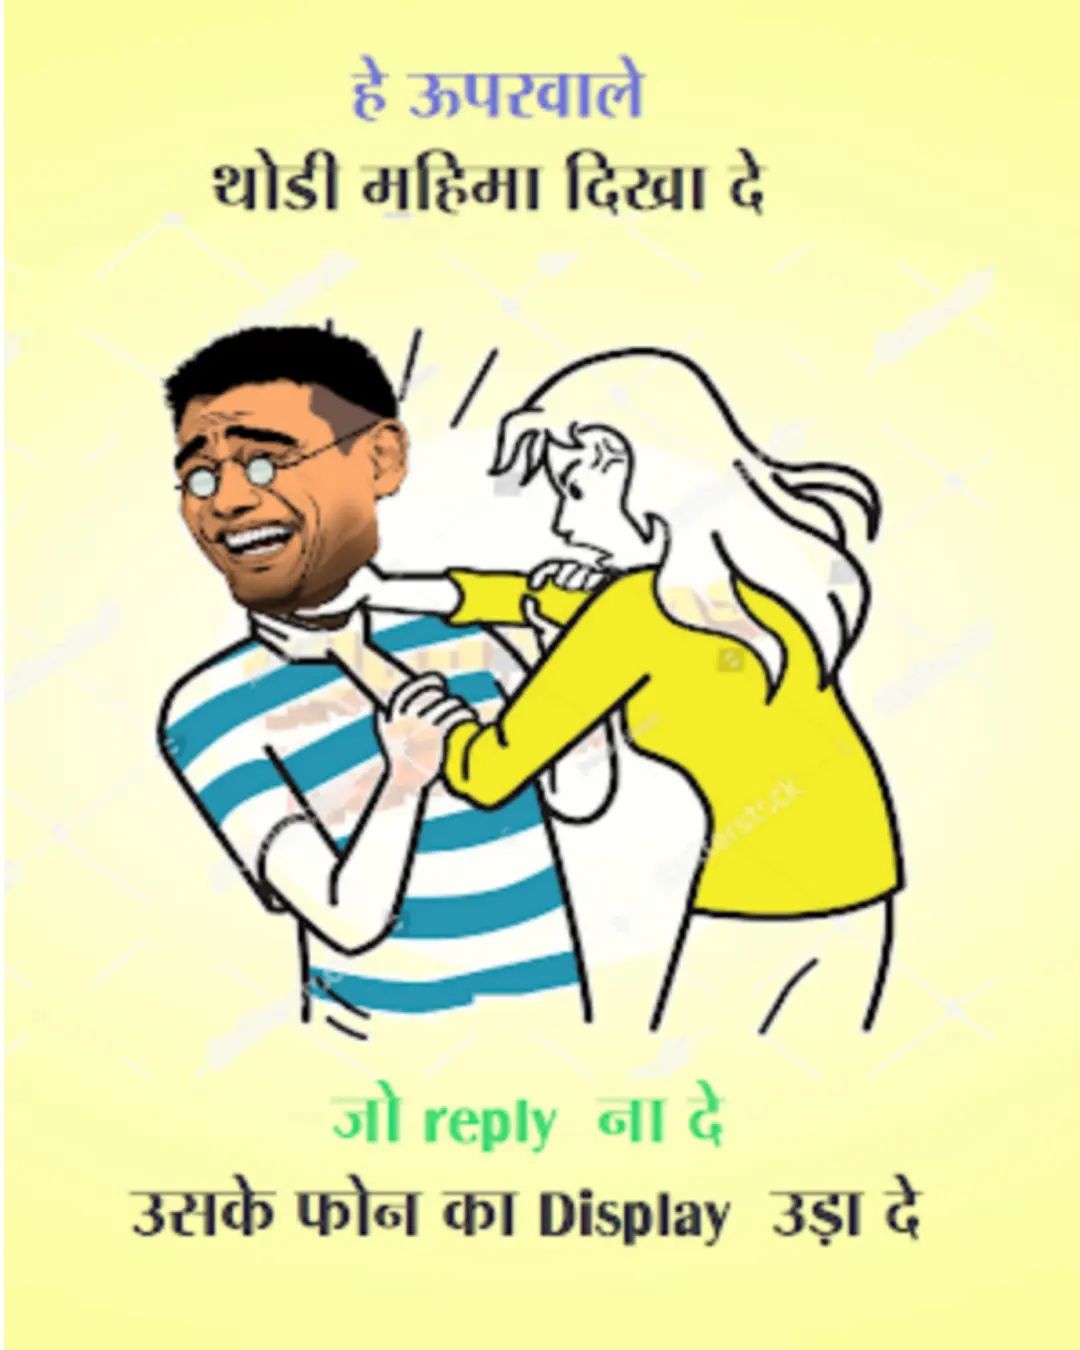 हे ऊपरवाले
थोडी महिमा दिखा दे
जो reply ना दे
उसके फोन का Display उड़ा दे